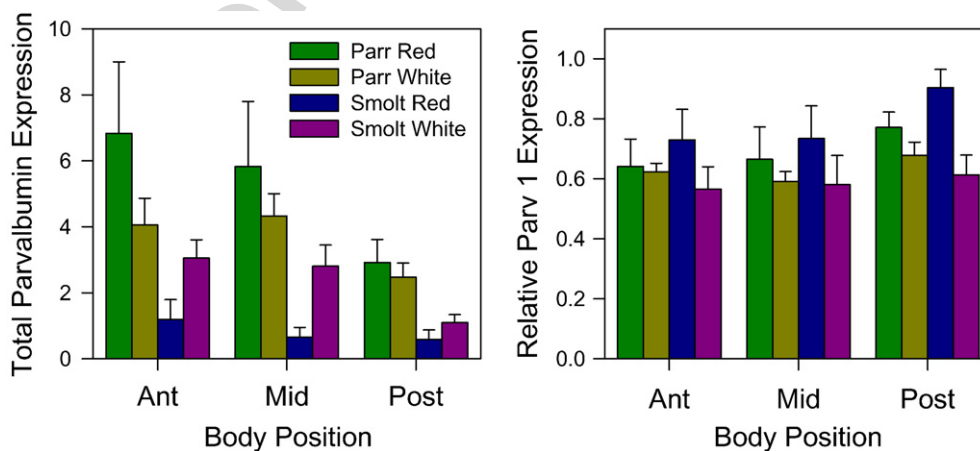 Total Parvalbumin Expression
10
8
6
4
2
0
Parr Red
Parr White
Smolt Red
Smolt White
Ant Mid Post
Body Position
Relative Parv 1 Expression
1.0
0.8
0.6
0.4
0.2
0.0
Ant Mid Post
Body Position